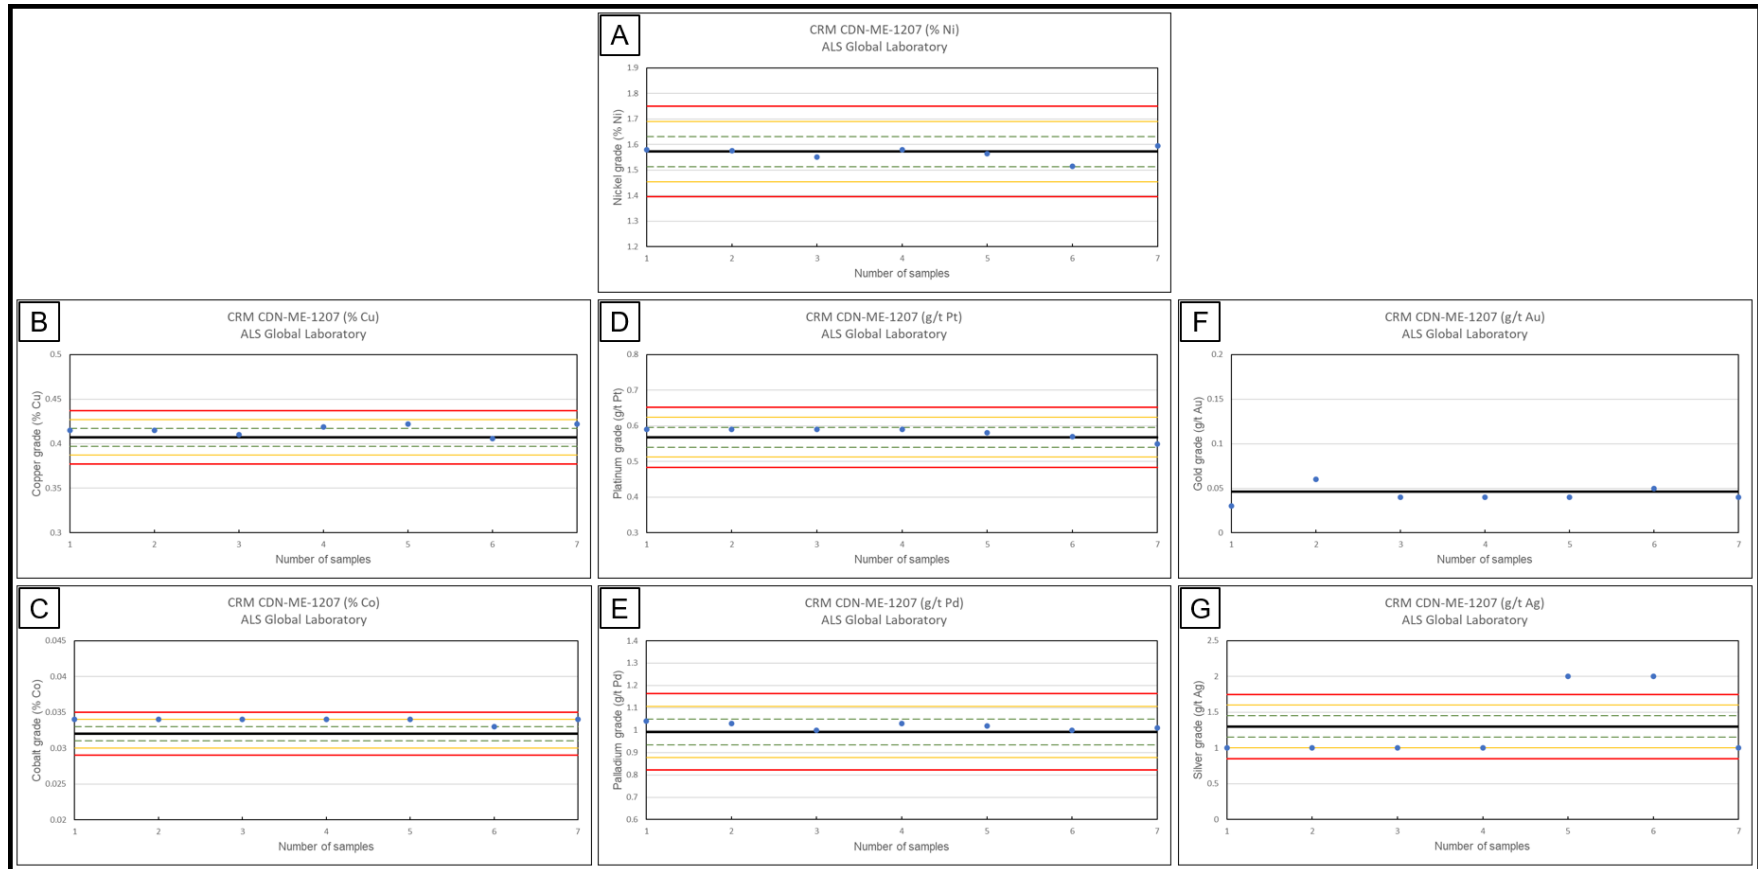 A
CRM CDN-ME-1207 (% Ni)
ALS Global Laboratory
Nickel grade (% Ni)
1.9
1.8
1.7
1.6
1.5
1.4
1.3
1.2
1 2 3 4 5 6 7
Number of samples
B
CRM CDN-ME-1207 (% Cu)
ALS Global Laboratory
Copper grade (% Cu)
0.5
0.45
0.4
0.35
0.3
1 2 3 4 5 6 7
Number of samples
D
CRM CDN-ME-1207 (g/t Pt)
ALS Global Laboratory
Platinum grade (g/t Pt)
0.8
0.7
0.6
0.5
0.4
0.3
1 2 3 4 5 6 7
Number of samples
F
CRM CDN-ME-1207 (g/t Au)
ALS Global Laboratory
Gold grade (g/t Au)
0.2
0.15
0.1
0.05
0
1 2 3 4 5 6 7
Number of samples
C
CRM CDN-ME-1207 (% Co)
ALS Global Laboratory
Cobalt grade (% Co)
0.045
0.04
0.035
0.03
0.025
0.02
1 2 3 4 5 6 7
Number of samples
E
CRM CDN-ME-1207 (g/t Pd)
ALS Global Laboratory
Palladium grade (g/t Pd)
1.4
1.3
1.2
1.1
1
0.9
0.8
0.7
0.6
1 2 3 4 5 6 7
Number of samples
G
CRM CDN-ME-1207 (g/t Ag)
ALS Global Laboratory
Silver grade (g/t Ag)
2.5
2
1.5
1
0.5
0
1 2 3 4 5 6 7
Number of samples